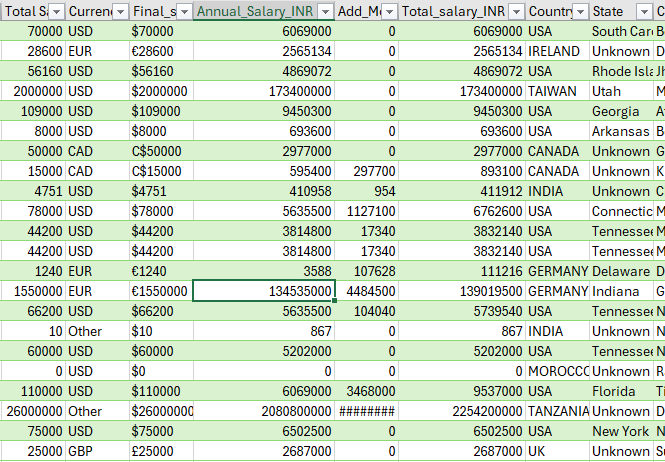 Total Sa Currenc Final_s Annual_Salary_INR Add_Mo Total_salary_INR Country State C
70000 USD $70000 6069000 0 6069000 USA South Car B
28600 EUR €28600 2565134 0 2565134 IRELAND Unknown D
56160 USD $56160 4869072 0 4869072 USA Rhode Isla Jh
2000000 USD $2000000 173400000 0 173400000 TAIWAN Utah M
109000 USD $109000 9450300 0 9450300 USA Georgia A
8000 USD $8000 693600 0 693600 USA Arkansas B
50000 CAD C$50000 2977000 0 2977000 CANADA Unknown G
15000 CAD C$15000 595400 297700 893100 CANADA Unknown K
4751 USD $4751 410958 954 411912 INDIA Unknown C
78000 USD $78000 5635500 1127100 6762600 USA Connectic M
44200 USD $44200 3814800 17340 3832140 USA Tennessee M
44200 USD $44200 3814800 17340 3832140 USA Tennessee M
1240 EUR €1240 3588 107628 111216 GERMANY Delaware D
1550000 EUR €1550000 134535000 4484500 139019500 GERMANY Indiana G
66200 USD $66200 5635500 104040 5739540 USA Tennessee N
10 Other $10 867 0 867 INDIA Unknown N
60000 USD $60000 5202000 0 5202000 USA Tennessee N
0 USD $0 0 0 0 MOROCCO Unknown R
110000 USD $110000 6069000 3468000 9537000 USA Florida Ti
26000000 Other $26000000 2080800000 ######## 2254200000 TANZANIA Unknown D
75000 USD $75000 6502500 0 6502500 USA New York N
25000 GBP £25000 2687000 0 2687000 UK Unknown S